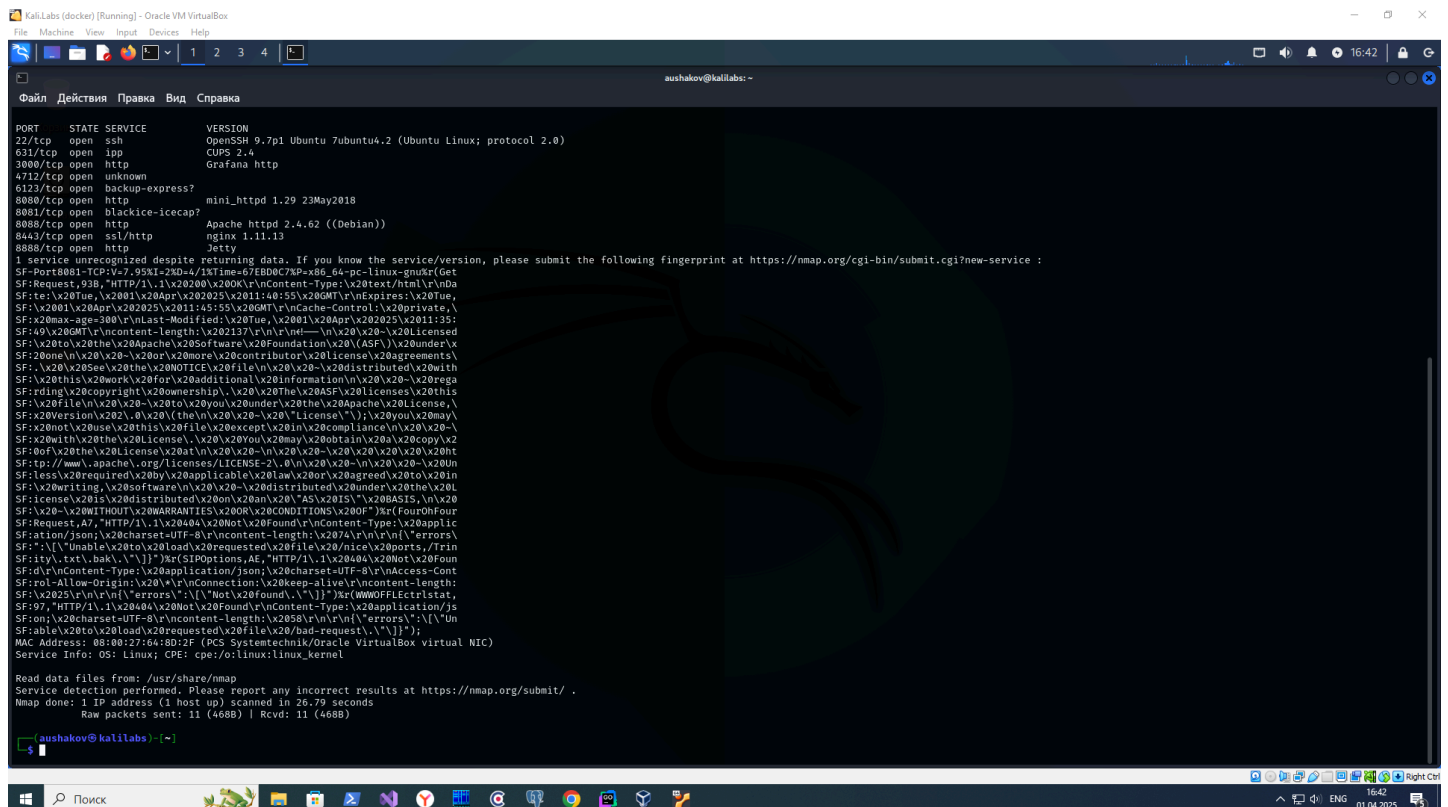 Kali.Labs (docker) [Running] - Oracle VM VirtualBox
File Machine View Input Devices Help
1 2 3 4
16:42
aushakov@kalilabs: ~
Файл Действия Правка Вид Справка
PORT     STATE SERVICE          VERSION
22/tcp   open  ssh              OpenSSH 9.7p1 Ubuntu 7ubuntu4.2 (Ubuntu Linux; protocol 2.0)
631/tcp  open  ipp              CUPS 2.4
3000/tcp open  http             Grafana http
4712/tcp open  unknown
6123/tcp open  backup-express?
8080/tcp open  http             mini_httpd 1.29 23May2018
8081/tcp open  blackice-icecap?
8088/tcp open  http             Apache httpd 2.4.62 ((Debian))
8443/tcp open  ssl/http         nginx 1.11.13
8888/tcp open  http             Jetty
1 service unrecognized despite returning data. If you know the service/version, please submit the following fingerprint at https://nmap.org/cgi-bin/submit.cgi?new-service :
SF-Port8081-TCP:V=7.95%I=2%D=4/1%Time=67EBD0C7%P=x86_64-pc-linux-gnu%r(Get
SF:Request,93B,"HTTP/1\.1\x20200\x20OK\r\nContent-Type:\x20text/html\r\nDa
SF:te:\x20Tue,\x2001\x20Apr\x202025\x2011:40:55\x20GMT\r\nExpires:\x20Tue,
SF:\x2001\x20Apr\x202025\x2011:45:55\x20GMT\r\nCache-Control:\x20private,\
SF:x20max-age=300\r\nLast-Modified:\x20Tue,\x2001\x20Apr\x202025\x2011:35:
SF:49\x20GMT\r\ncontent-length:\x202137\r\n\r\n<!--\n\x20\x20~\x20Licensed
SF:\x20to\x20the\x20Apache\x20Software\x20Foundation\x20\(ASF\)\x20under\x
SF:20one\n\x20\x20~\x20or\x20more\x20contributor\x20license\x20agreements\
SF:.\x20\x20See\x20the\x20NOTICE\x20file\n\x20\x20~\x20distributed\x20with
SF:\x20this\x20work\x20for\x20additional\x20information\n\x20\x20~\x20rega
SF:rding\x20copyright\x20ownership\.\x20\x20The\x20ASF\x20licenses\x20this
SF:\x20file\n\x20\x20~\x20to\x20you\x20under\x20the\x20Apache\x20License,\
SF:x20Version\x202\.0\x20\(the\n\x20\x20~\x20\"License\"\);\x20you\x20may\
SF:x20not\x20use\x20this\x20file\x20except\x20in\x20compliance\n\x20\x20~\
SF:x20with\x20the\x20License\.\x20\x20You\x20may\x20obtain\x20a\x20copy\x2
SF:0of\x20the\x20License\x20at\n\x20\x20~\n\x20\x20~\x20\x20\x20\x20\x20ht
SF:tp://www\.apache\.org/licenses/LICENSE-2\.0\n\x20\x20~\n\x20\x20~\x20Un
SF:less\x20required\x20by\x20applicable\x20law\x20or\x20agreed\x20to\x20in
SF:\x20writing,\x20software\n\x20\x20~\x20distributed\x20under\x20the\x20L
SF:icense\x20is\x20distributed\x20on\x20an\x20\"AS\x20IS\"\x20BASIS,\n\x20
SF:\x20~\x20WITHOUT\x20WARRANTIES\x20OR\x20CONDITIONS\x20OF")%r(FourOhFour
SF:Request,A7,"HTTP/1\.1\x20404\x20Not\x20Found\r\nContent-Type:\x20applic
SF:ation/json;\x20charset=UTF-8\r\ncontent-length:\x2074\r\n\r\n{\"errors\
SF:":\[\"Unable\x20to\x20load\x20requested\x20file\x20/nice\x20ports,/Trin
SF:ity\.txt\.bak\.\"\]}")%r(SIPOptions,AE,"HTTP/1\.1\x20404\x20Not\x20Foun
SF:d\r\nContent-Type:\x20application/json;\x20charset=UTF-8\r\nAccess-Cont
SF:rol-Allow-Origin:\x20\*\r\nConnection:\x20keep-alive\r\ncontent-length:
SF:\x2025\r\n\r\n{\"errors\":\[\"Not\x20found\.\"\]}")%r(WWWOFFLEctrlstat,
SF:97,"HTTP/1\.1\x20404\x20Not\x20Found\r\nContent-Type:\x20application/js
SF:on;\x20charset=UTF-8\r\ncontent-length:\x2058\r\n\r\n{\"errors\":\[\"Un
SF:able\x20to\x20load\x20requested\x20file\x20/bad-request\.\"\]}");
MAC Address: 08:00:27:64:8D:2F (PCS Systemtechnik/Oracle VirtualBox virtual NIC)
Service Info: OS: Linux; CPE: cpe:/o:linux:linux_kernel
Read data files from: /usr/share/nmap
Service detection performed. Please report any incorrect results at https://nmap.org/submit/ .
Nmap done: 1 IP address (1 host up) scanned in 26.79 seconds
           Raw packets sent: 11 (468B) | Rcvd: 11 (468B)
┌──(aushakov㉿kalilabs)-[~]
└─$
Right Ctrl
Поиск
ENG
16:42
01.04.2025